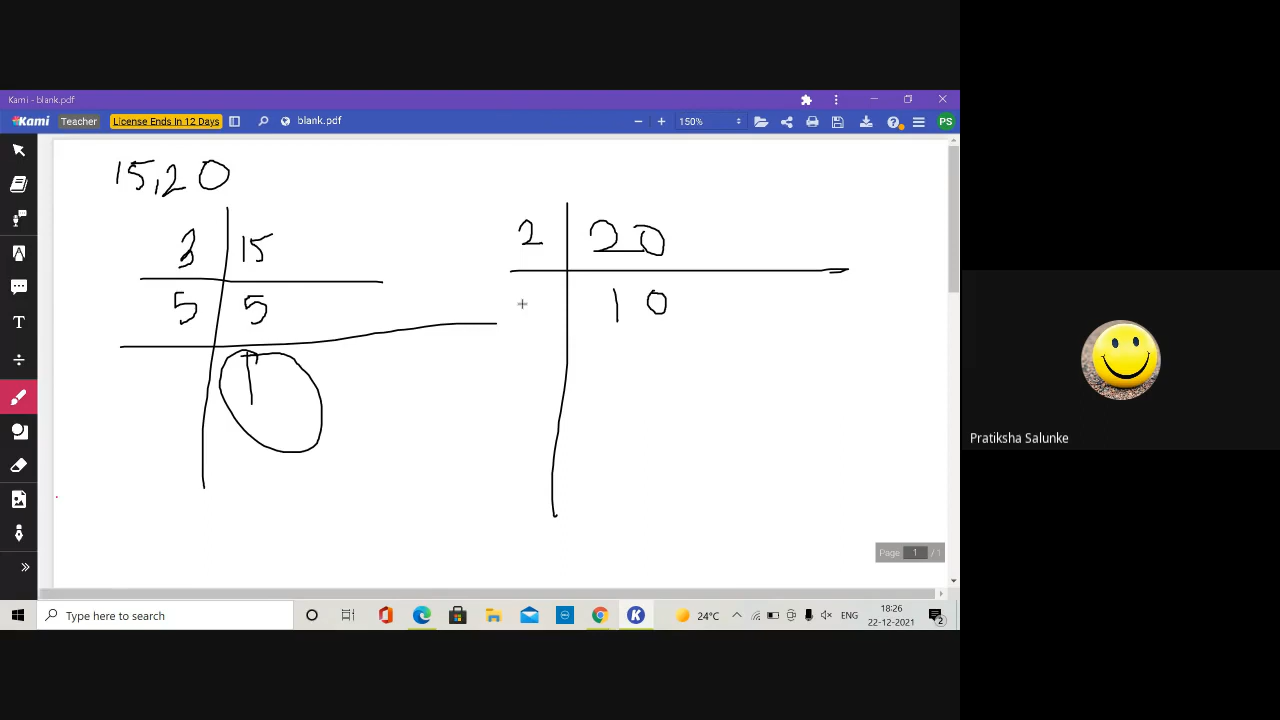 Kami - blank.pdf
Kami Teacher License Ends In 12 Days blank.pdf 150% PS
15,20
3 15
5 5
1
2 20
10
Page 1 / 1
Type here to search
24°C ENG 18:26
22-12-2021 2
Pratiksha Salunke